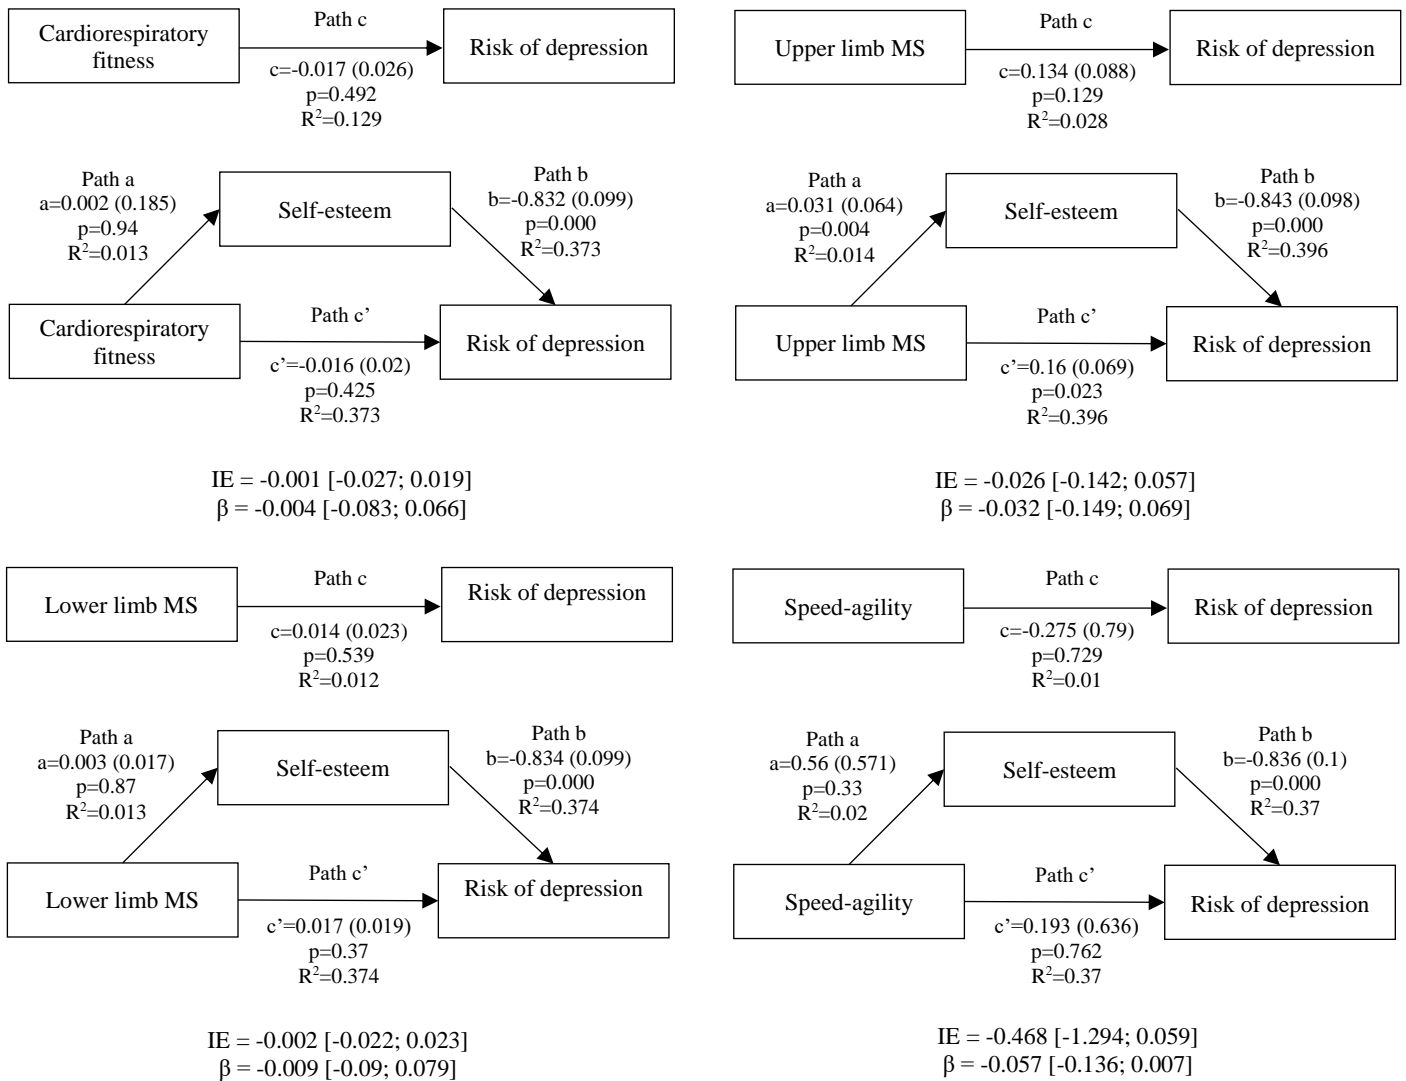 Path c
Cardiorespiratory
fitness
Risk of depression
c=-0.017 (0.026)
p=0.492
R²=0.129
Path a
a=0.002 (0.185)
p=0.94
R²=0.013
Self-esteem
Path b
b=-0.832 (0.099)
p=0.000
R²=0.373
Cardiorespiratory
fitness
Path c’
Risk of depression
c’=-0.016 (0.02)
p=0.425
R²=0.373
IE = -0.001 [-0.027; 0.019]
β = -0.004 [-0.083; 0.066]
Path c
Upper limb MS
Risk of depression
c=0.134 (0.088)
p=0.129
R²=0.028
Path a
a=0.031 (0.064)
p=0.004
R²=0.014
Self-esteem
Path b
b=-0.843 (0.098)
p=0.000
R²=0.396
Upper limb MS
Path c’
Risk of depression
c’=0.16 (0.069)
p=0.023
R²=0.396
IE = -0.026 [-0.142; 0.057]
β = -0.032 [-0.149; 0.069]
Path c
Lower limb MS
Risk of depression
c=0.014 (0.023)
p=0.539
R²=0.012
Path a
a=0.003 (0.017)
p=0.87
R²=0.013
Self-esteem
Path b
b=-0.834 (0.099)
p=0.000
R²=0.374
Lower limb MS
Path c’
Risk of depression
c’=0.017 (0.019)
p=0.37
R²=0.374
IE = -0.002 [-0.022; 0.023]
β = -0.009 [-0.09; 0.079]
Path c
Speed-agility
Risk of depression
c=-0.275 (0.79)
p=0.729
R²=0.01
Path a
a=0.56 (0.571)
p=0.33
R²=0.02
Self-esteem
Path b
b=-0.836 (0.1)
p=0.000
R²=0.37
Speed-agility
Path c’
Risk of depression
c’=0.193 (0.636)
p=0.762
R²=0.37
IE = -0.468 [-1.294; 0.059]
β = -0.057 [-0.136; 0.007]